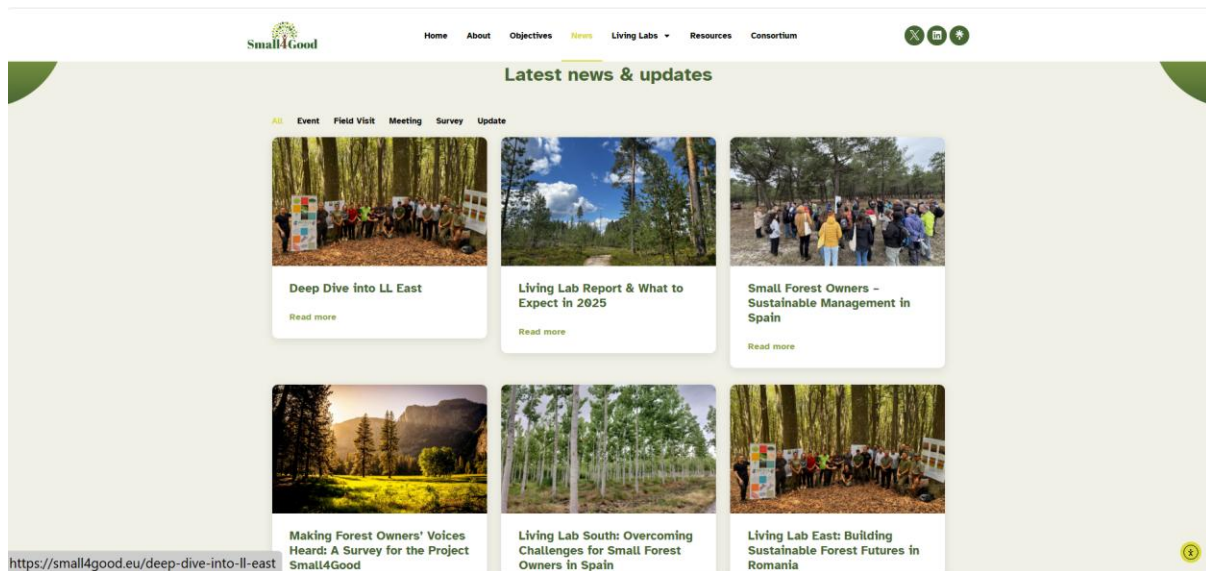 Small4Good
Home About Objectives News Living Labs Resources Consortium
Latest news & updates
All Event Field Visit Meeting Survey Update
Deep Dive into LL East
Read more
Living Lab Report & What to
Expect in 2025
Read more
Small Forest Owners –
Sustainable Management in
Spain
Read more
Making Forest Owners' Voices
Heard: A Survey for the Project
Small4Good
Living Lab South: Overcoming
Challenges for Small Forest
Owners in Spain
Living Lab East: Building
Sustainable Forest Futures in
Romania
https://small4good.eu/deep-dive-into-ll-east